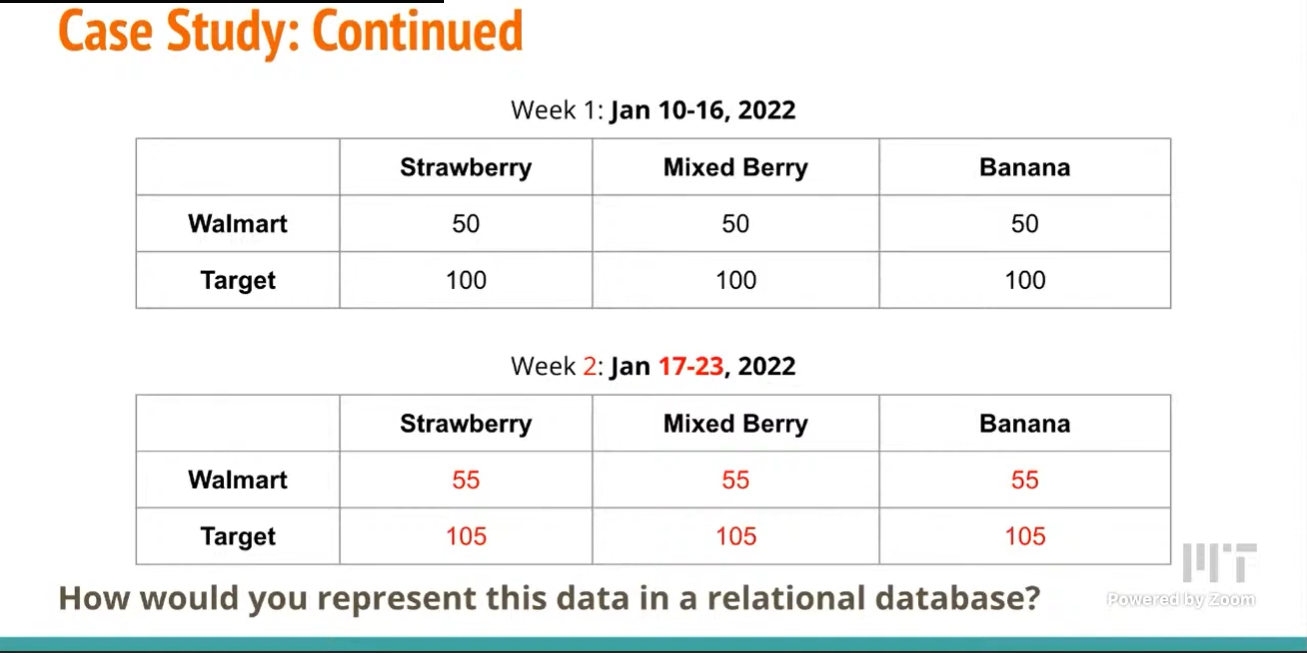 Case Study: Continued
Week 1: Jan 10-16, 2022
Strawberry Mixed Berry Banana
Walmart 50 50 50
Target 100 100 100
Week 2: Jan 17-23, 2022
Strawberry Mixed Berry Banana
Walmart 55 55 55
Target 105 105 105
How would you represent this data in a relational database?
MIT
Powered by Zoom